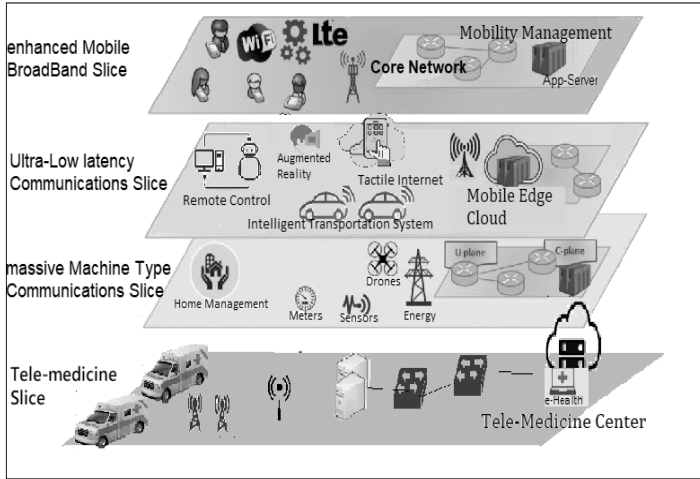 enhanced Mobile
BroadBand Slice
WiFi
Lte
Core Network
Mobility Management
App-Server
Ultra-Low latency
Communications Slice
Remote Control
Augmented
Reality
Tactile Internet
Intelligent Transportation System
Mobile Edge
Cloud
massive Machine Type
Communications Slice
Home Management
Meters
Sensors
Drones
Energy
U plane
C-plane
Tele-medicine
Slice
e-Health
Tele-Medicine Center